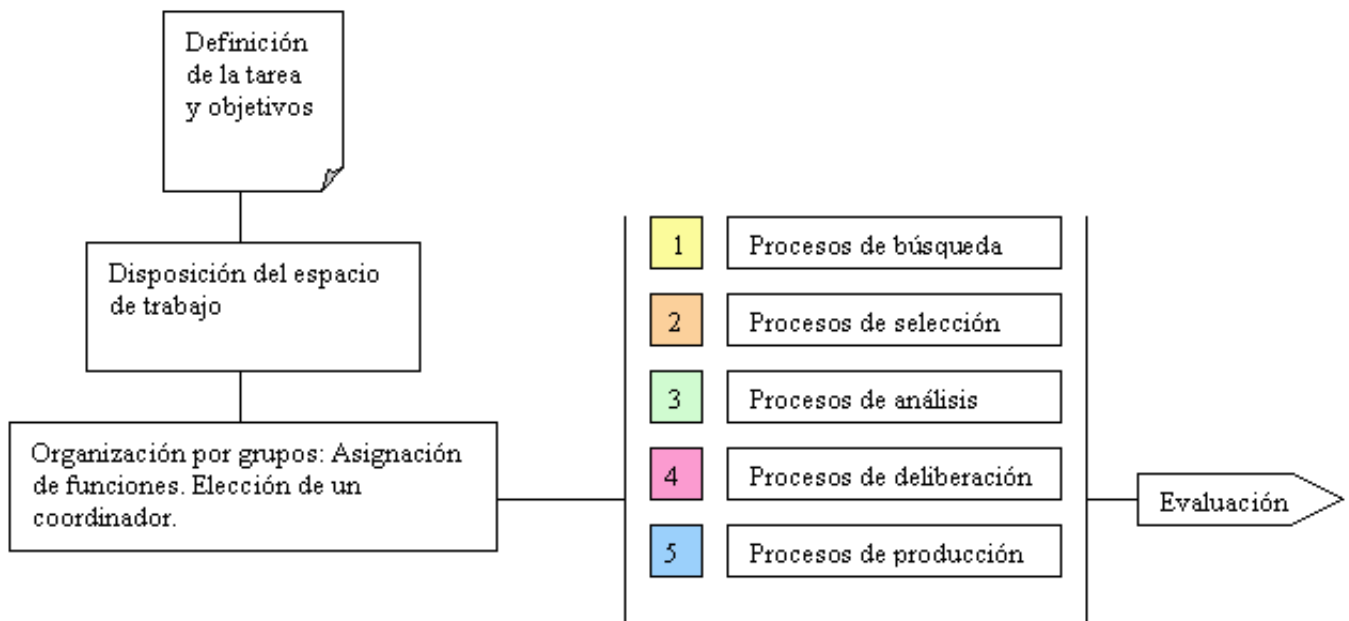 Definición
de la tarea
y objetivos
Disposición del espacio
de trabajo
Organización por grupos: Asignación
de funciones. Elección de un
coordinador.
1 Procesos de búsqueda
2 Procesos de selección
3 Procesos de análisis
4 Procesos de deliberación
5 Procesos de producción
Evaluación